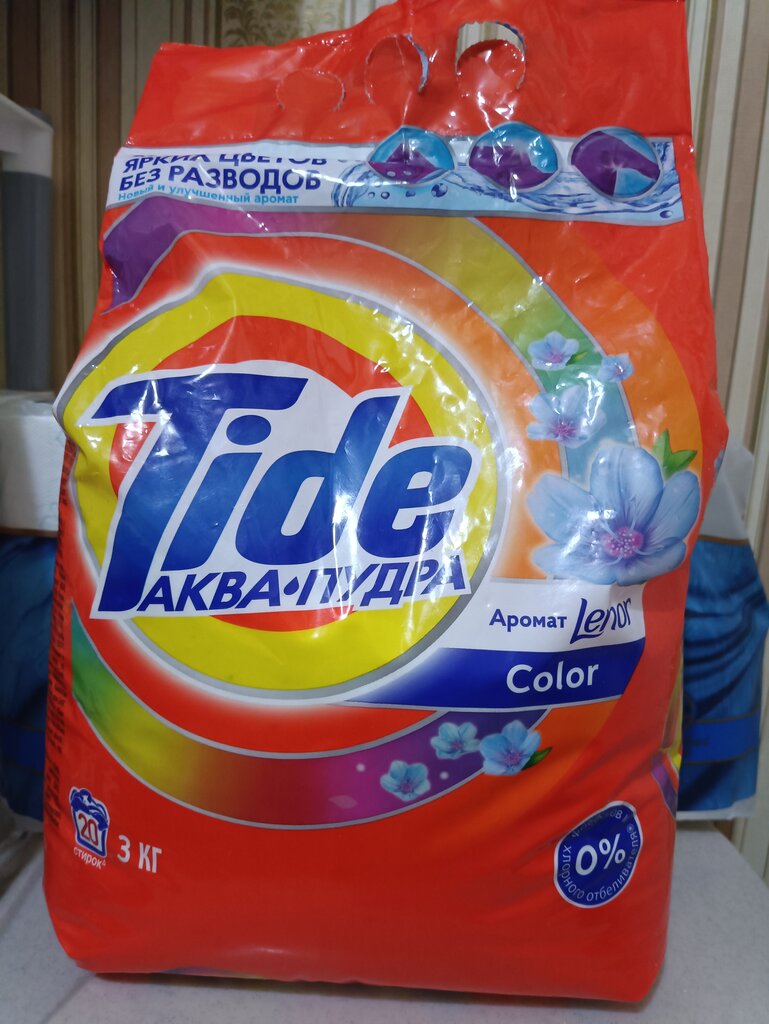 ЯРКИХ ЦВЕТОВ
БЕЗ РАЗВОДОВ
Новый и улучшенный аромат
Tide
АКВА•ПУДРА
Аромат Lenor
Color
20
стирок
3 КГ
0%
хлорного отбеливателя